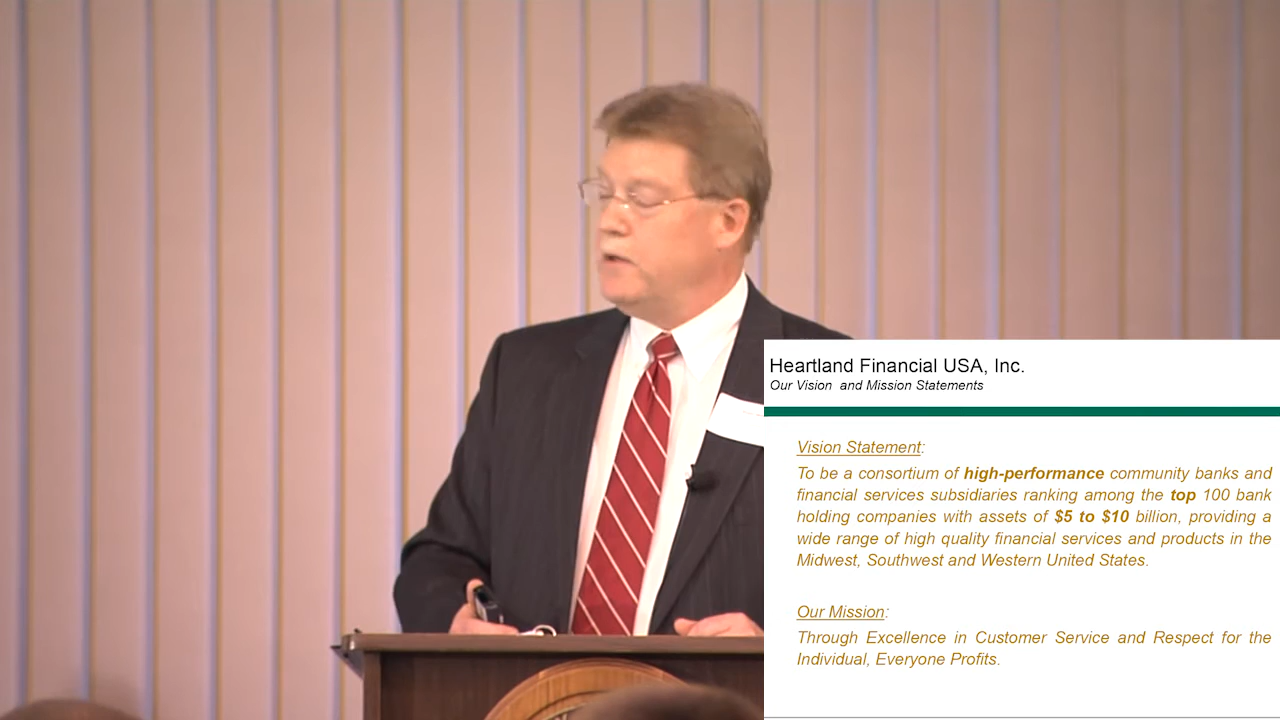 Heartland Financial USA, Inc.
Our Vision and Mission Statements
Vision Statement:
To be a consortium of high-performance community banks and
financial services subsidiaries ranking among the top 100 bank
holding companies with assets of $5 to $10 billion, providing a
wide range of high quality financial services and products in the
Midwest, Southwest and Western United States.
Our Mission:
Through Excellence in Customer Service and Respect for the
Individual, Everyone Profits.